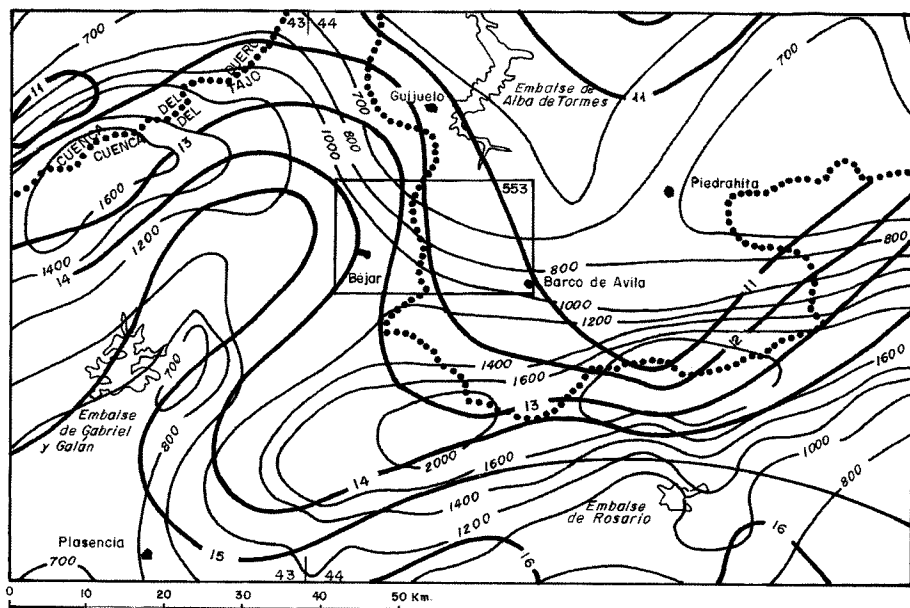 43 44
700
700
11
CUENCA DEL DUERO
CUENCA DEL TAJO
Guijuelo
Embalse de
Alba de Tormes
11
700
800
1000
13
1600
1200
1400
14
553
Piedrahita
Béjar
Barco de Avila
800
800
1000
1200
11
12
1400
1600
1600
700
800
Embalse
de Gabriel
y Galán
13
2000
14
1600
1400
1200
1000
800
Embalse
de Rosario
16
16
15
Plasencia
700
43 44
0 10 20 30 40 50 Km.